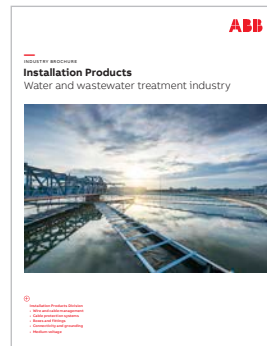 ABB
INDUSTRY BROCHURE
Installation Products
Water and wastewater treatment industry
Installation Products Division
- Wire and cable management
- Cable protection systems
- Boxes and fittings
- Connectivity and grounding
- Medium voltage